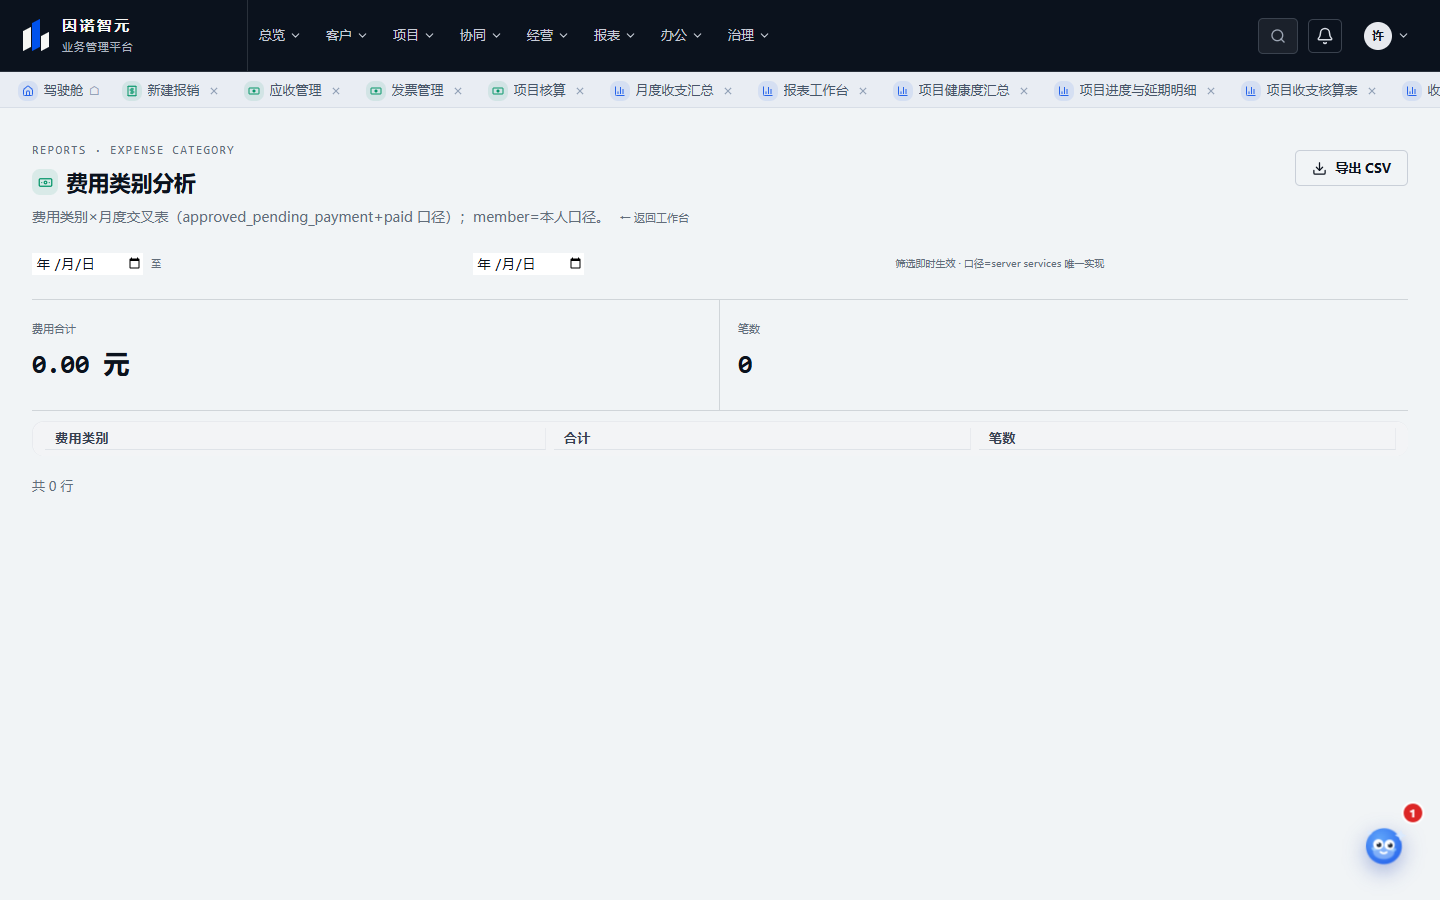 因诺智元
业务管理平台
总览 客户 项目 协同 经营 报表 办公 治理
许
驾驶舱 新建报销 应收管理 发票管理 项目核算 月度收支汇总 报表工作台 项目健康度汇总 项目进度与延期明细 项目收支核算表 收
REPORTS · EXPENSE CATEGORY
费用类别分析
导出 CSV
费用类别×月度交叉表（approved_pending_payment+paid 口径）；member=本人口径。 ←返回工作台
年 /月/日 至 年 /月/日 筛选即时生效 · 口径=server services 唯一实现
费用合计 笔数
0.00 元 0
费用类别 合计 笔数
共 0 行
1